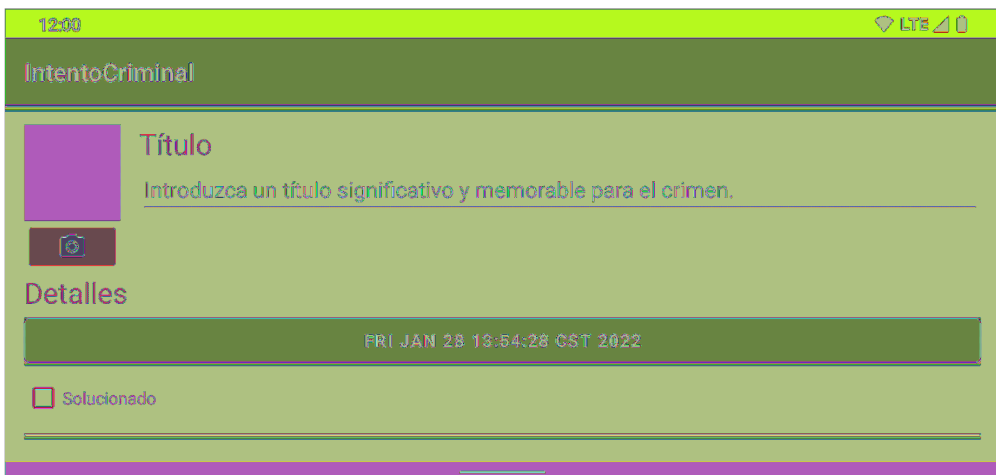 12:00 LTE
IntentoCriminal
Título
Introduzca un título significativo y memorable para el crimen.
Detalles
FRI JAN 28 13:54:28 CST 2022
Solucionado